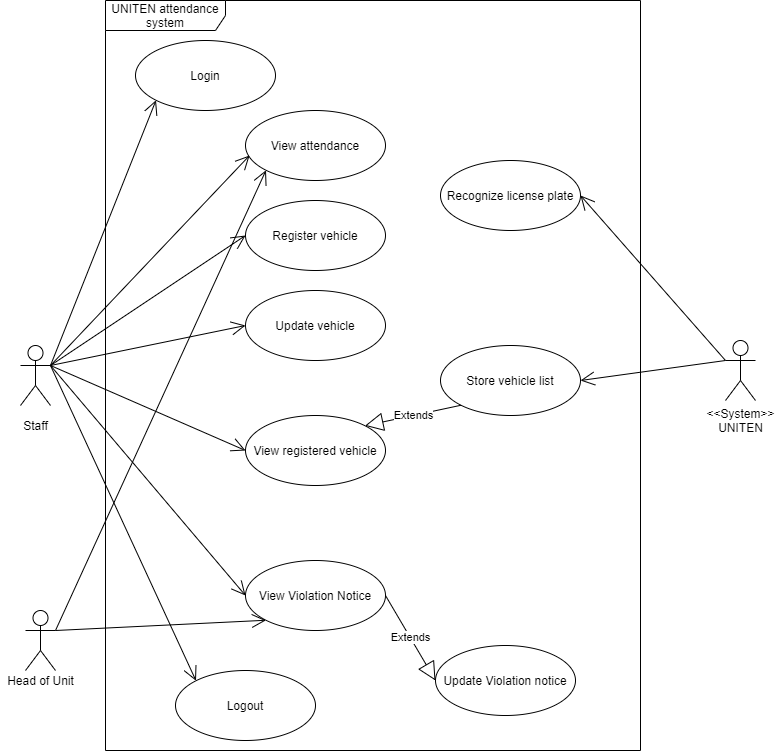 UNITEN attendance
system
Login
View attendance
Recognize license plate
Register vehicle
Update vehicle
Store vehicle list
<<System>>
UNITEN
Staff
Extends
View registered vehicle
View Violation Notice
Extends
Head of Unit
Update Violation notice
Logout